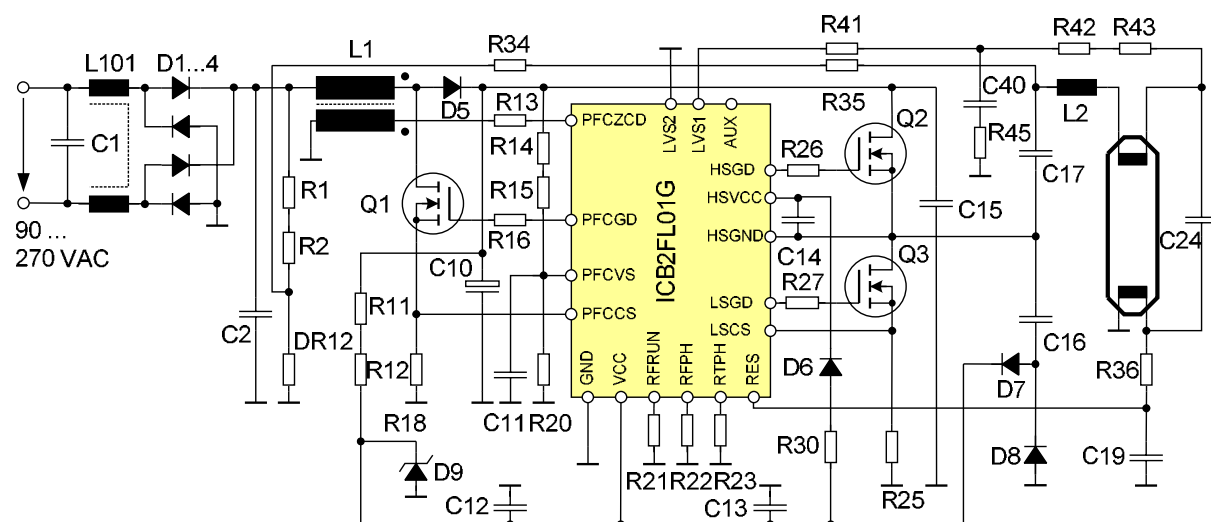 R41
R42
R43
L1
R34
L101
D1...4
C40
D5
R13
R35
L2
C1
PFCZCD
LVS2
LVS1
AUX
Q2
R14
R45
R26
HSGD
C17
R1
R15
Q1
HSVCC
C15
PFCGD
ICB2FL01G
90 ...
270 VAC
R2
R16
HSGND
C14
C24
C10
Q3
PFCVS
R27
R11
LSGD
PFCCS
C2
LSCS
DR12
R12
C16
D6
D7
R36
GND
VCC
RFRUN
RFPH
RTPH
RES
R18
C11
R20
R30
D8
C19
D9
R21
R22
R23
R25
C12
C13